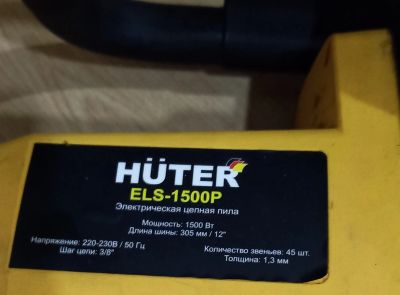 HÜTER
ELS-1500P
Электрическая цепная пила
Мощность: 1500 Вт
Длина шины: 305 мм / 12"
Напряжение: 220-230В / 50 Гц
Шаг цепи: 3/8"
Количество звеньев: 45 шт.
Толщина: 1,3 мм